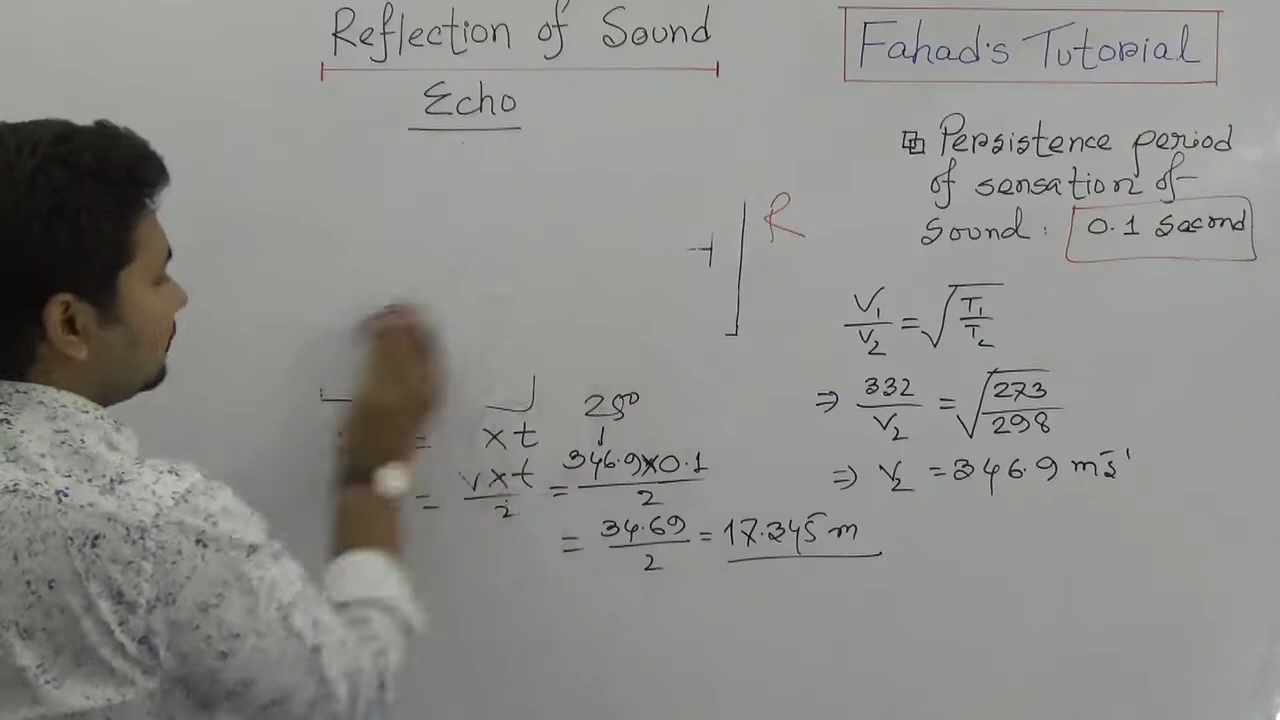 Reflection of Sound
Echo
Fahad's Tutorial
Persistence period
of sensation of
Sound: 0.1 Second
R
V₁/V₂ = √(T₁/T₂)
⇒ 332/V₂ = √(273/298)
⇒ V₂ = 346.9 ms⁻¹
25°
↓
= xt
= v×t/2 = 346.9×0.1/2
= 34.69/2 = 17.345 m